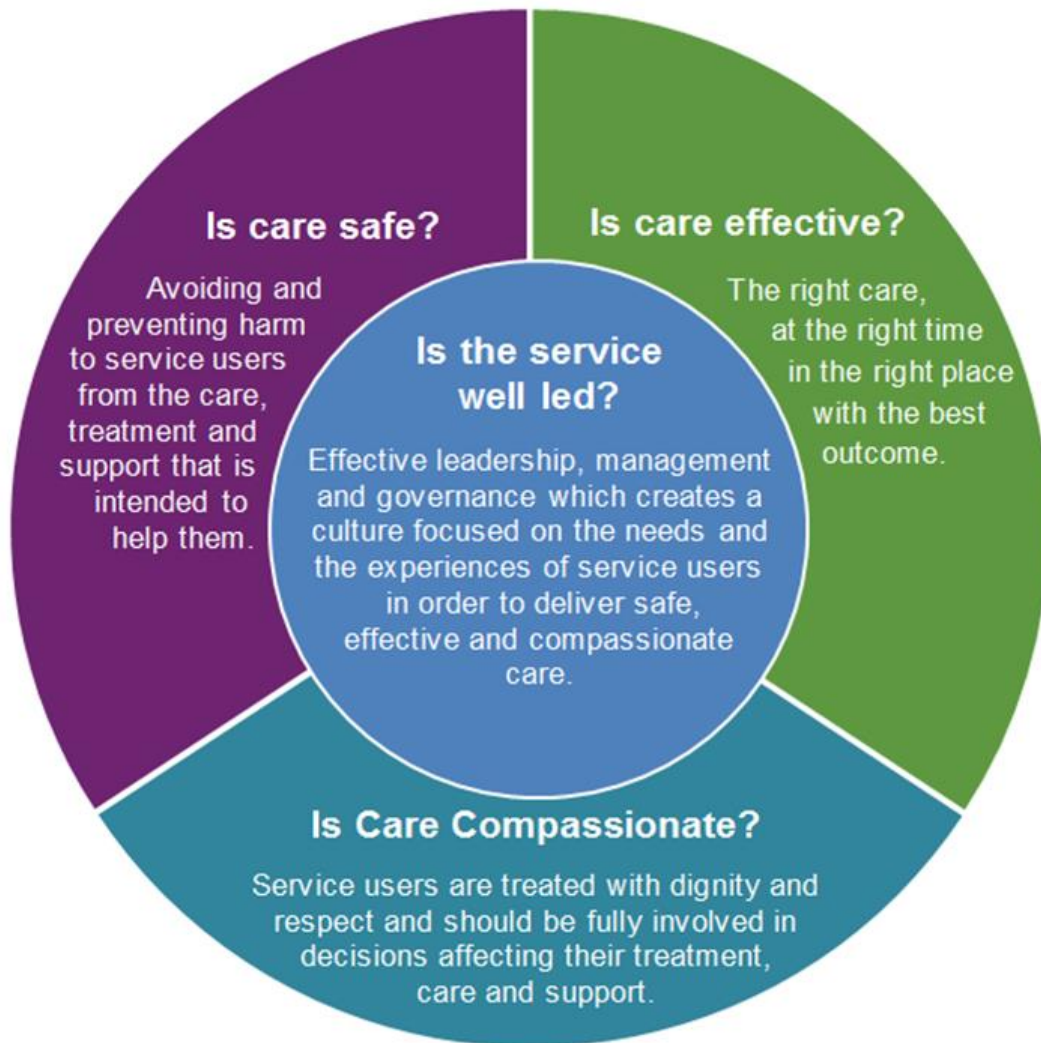 Is care safe?
Avoiding and
preventing harm
to service users
from the care,
treatment and
support that is
intended to
help them.
Is care effective?
The right care,
at the right time
in the right place
with the best
outcome.
Is the service
well led?
Effective leadership, management
and governance which creates a
culture focused on the needs and
the experiences of service users
in order to deliver safe,
effective and compassionate
care.
Is Care Compassionate?
Service users are treated with dignity and
respect and should be fully involved in
decisions affecting their treatment,
care and support.